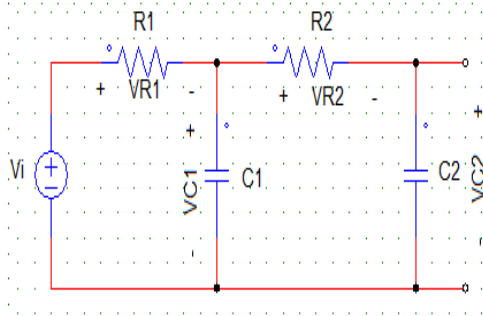 R1
R2
+ VR1 -
+ VR2 -
Vi
+
VC1
-
C1
C2
+
VC2
-